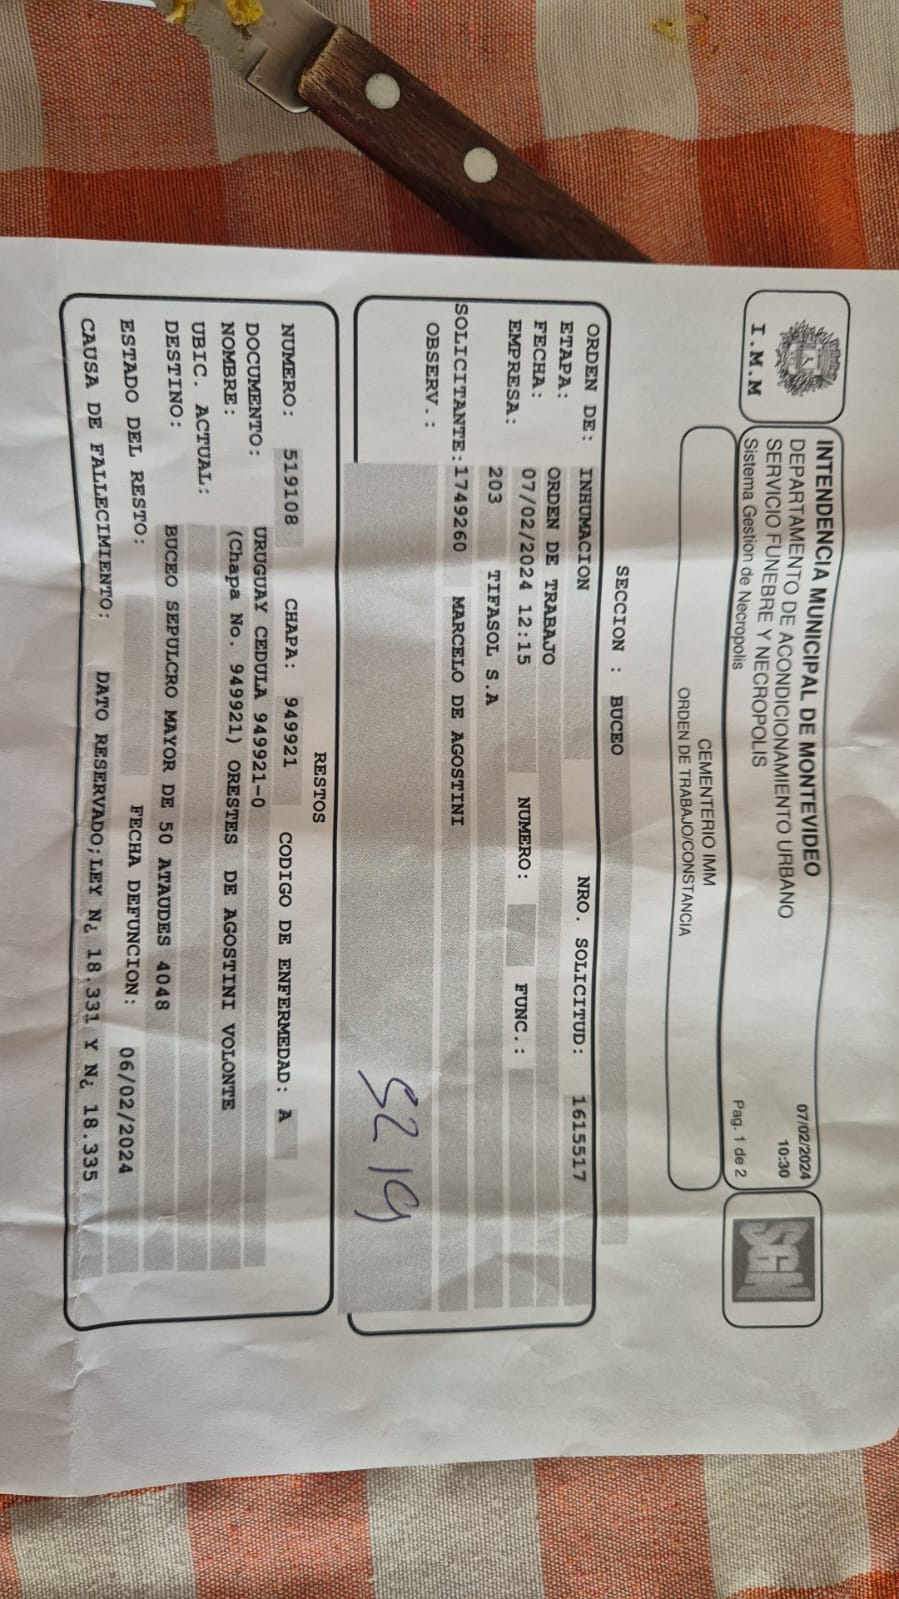 I.M.M
INTENDENCIA MUNICIPAL DE MONTEVIDEO
DEPARTAMENTO DE ACONDICIONAMIENTO URBANO
SERVICIO FUNEBRE Y NECROPOLIS
Sistema Gestion de Necropolis
07/02/2024
10:30
Pag. 1 de 2
SGN
CEMENTERIO IMM
ORDEN DE TRABAJO/CONSTANCIA
SECCION : BUCEO
ORDEN DE: INHUMACION NRO. SOLICITUD: 1615517
ETAPA: ORDEN DE TRABAJO
FECHA: 07/02/2024 12:15 NUMERO: FUNC.:
EMPRESA: 203 TIFASOL S.A
SOLICITANTE: 1749260 MARCELO DE AGOSTINI
OBSERV.:
5219
RESTOS
NUMERO: 519108 CHAPA: 949921 CODIGO DE ENFERMEDAD: A
DOCUMENTO: URUGUAY CEDULA 949921-0
NOMBRE: (Chapa No. 949921) ORESTES DE AGOSTINI VOLONTE
UBIC. ACTUAL:
DESTINO: BUCEO SEPULCRO MAYOR DE 50 ATAUDES 4048
ESTADO DEL RESTO: FECHA DEFUNCION: 06/02/2024
CAUSA DE FALLECIMIENTO: DATO RESERVADO;LEY N¿ 18.331 Y N¿ 18.335